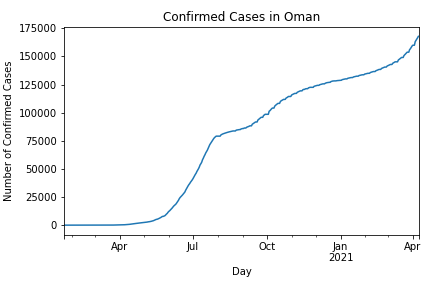 Confirmed Cases in Oman
Number of Confirmed Cases
175000
150000
125000
100000
75000
50000
25000
0
Apr
Jul
Oct
Jan
2021
Apr
Day